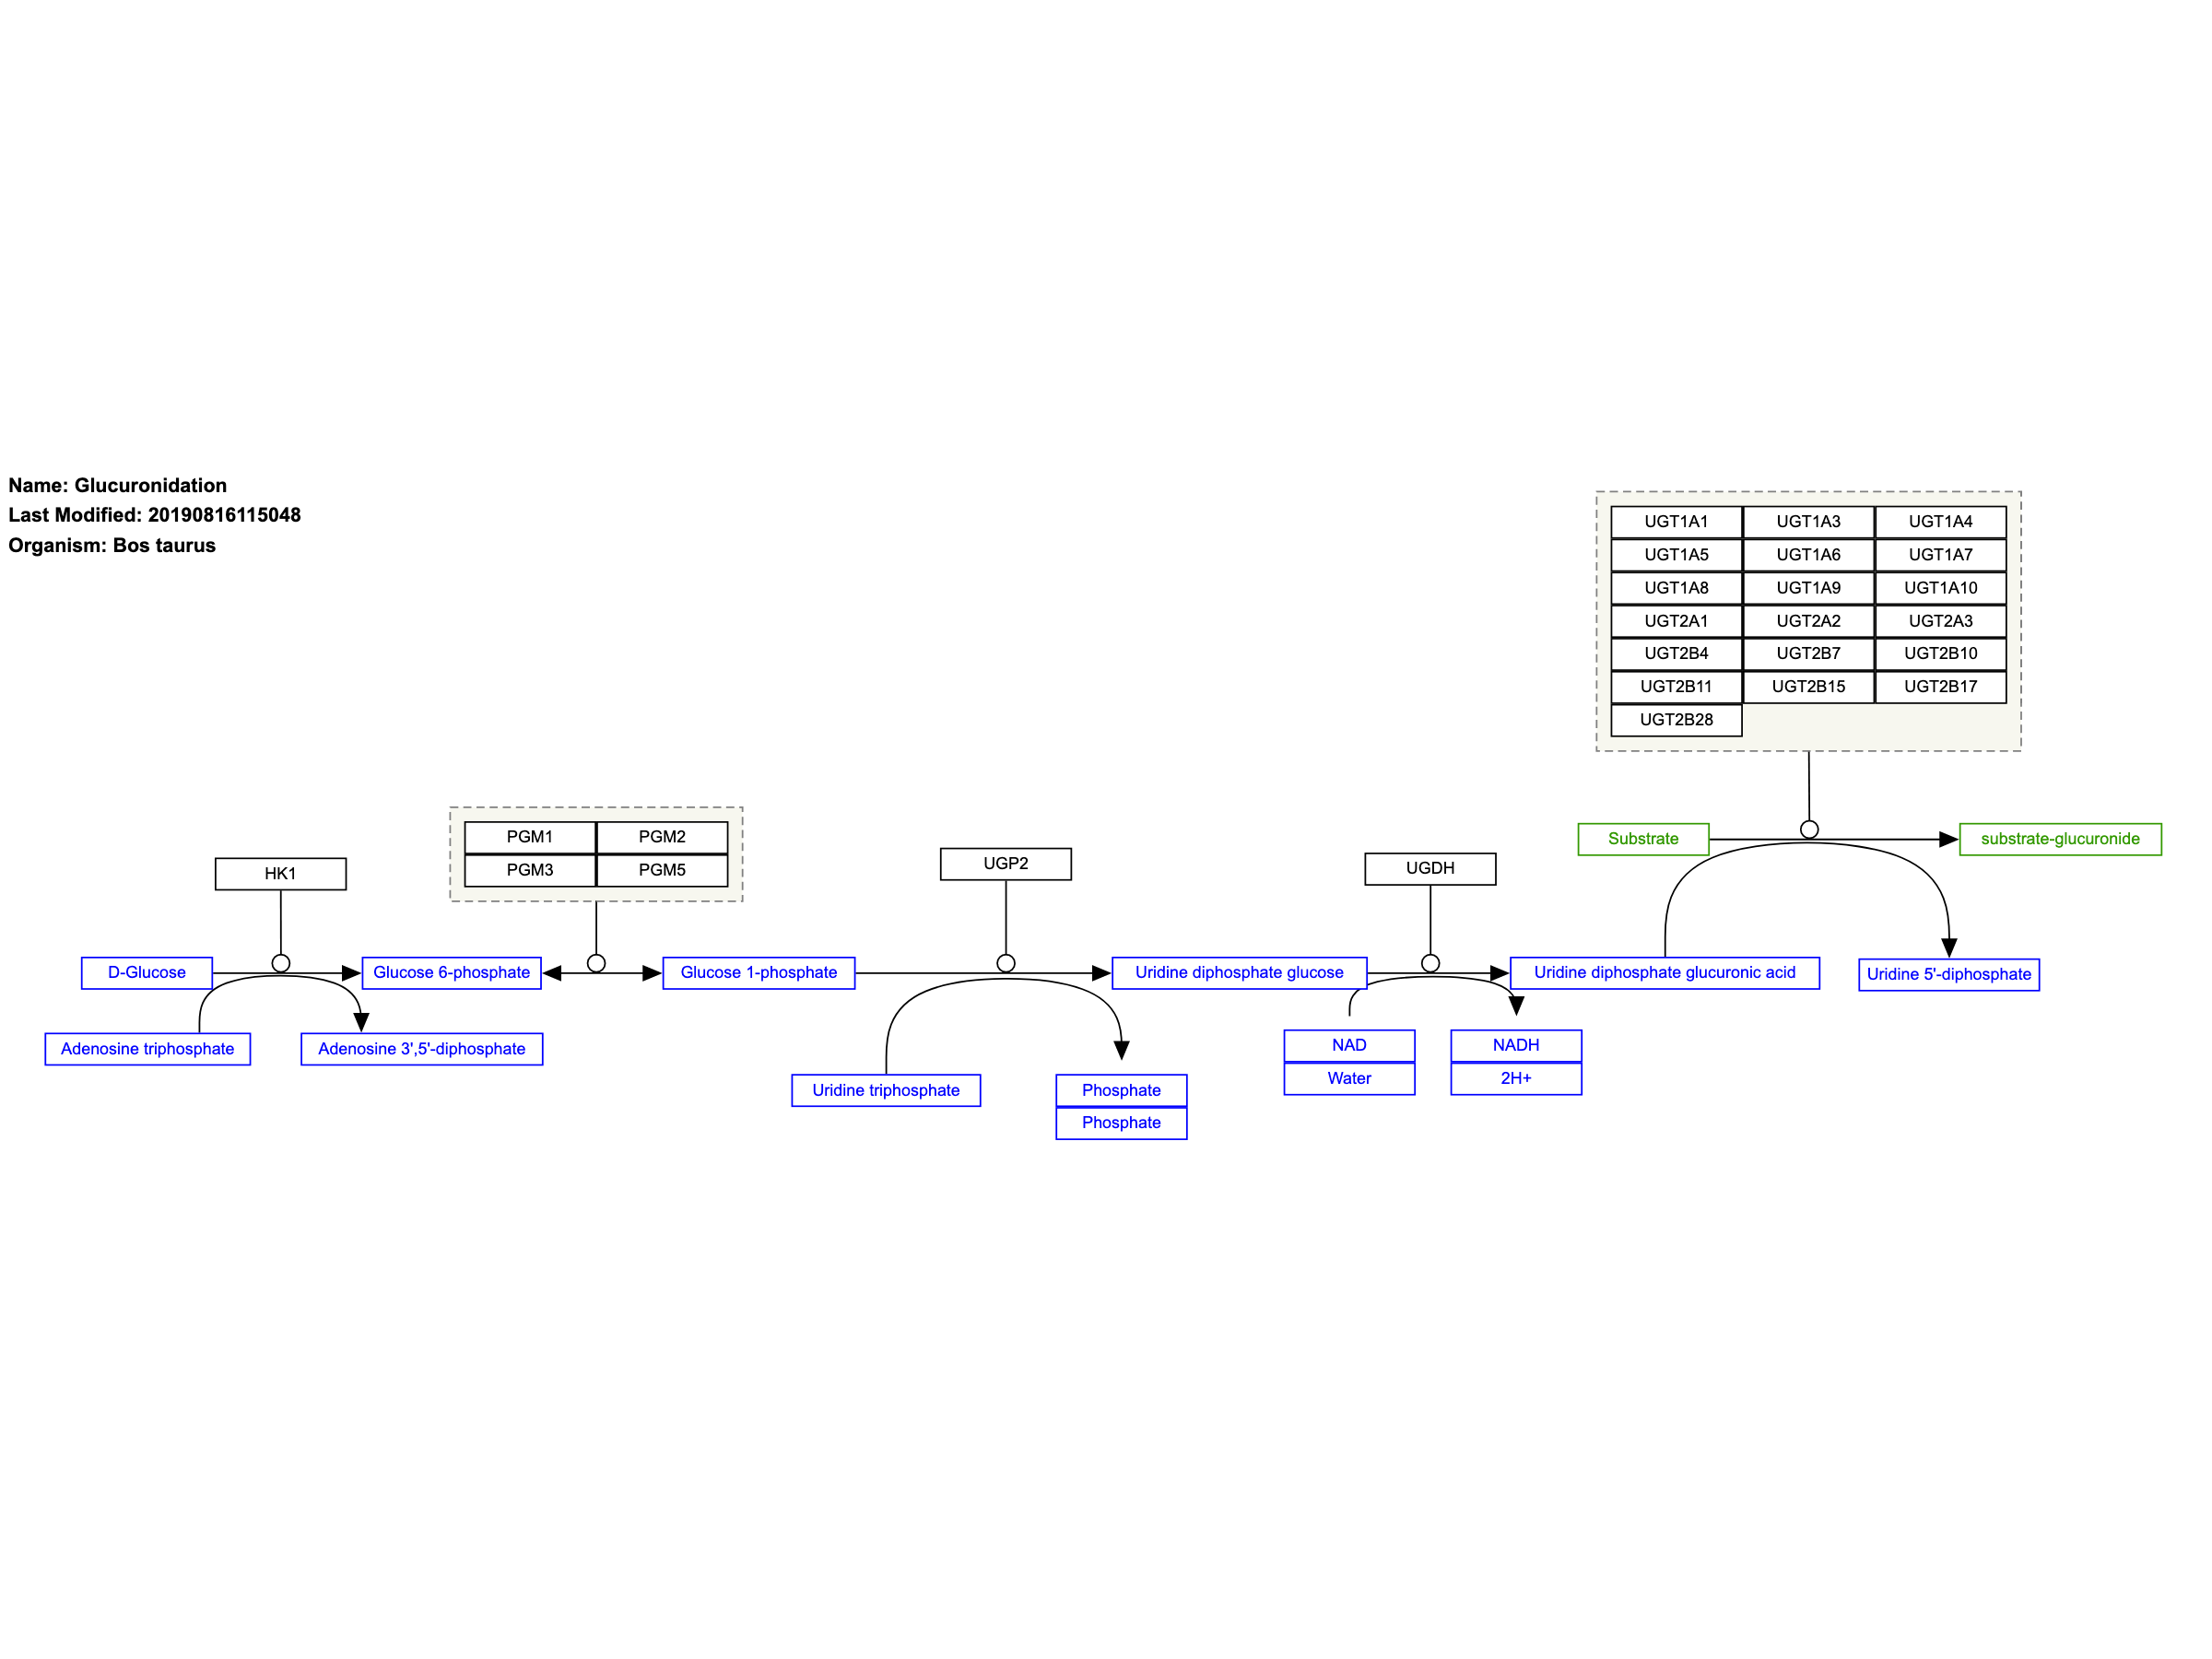 Name: Glucuronidation
Last Modified: 20190816115048
Organism: Bos taurus
UGT1A1 UGT1A3 UGT1A4
UGT1A5 UGT1A6 UGT1A7
UGT1A8 UGT1A9 UGT1A10
UGT2A1 UGT2A2 UGT2A3
UGT2B4 UGT2B7 UGT2B10
UGT2B11 UGT2B15 UGT2B17
UGT2B28
PGM1 PGM2
PGM3 PGM5
HK1
UGP2
UGDH
Substrate substrate-glucuronide
D-Glucose Glucose 6-phosphate Glucose 1-phosphate Uridine diphosphate glucose Uridine diphosphate glucuronic acid Uridine 5'-diphosphate
Adenosine triphosphate Adenosine 3',5'-diphosphate
NAD NADH
Water 2H+
Uridine triphosphate Phosphate
Phosphate